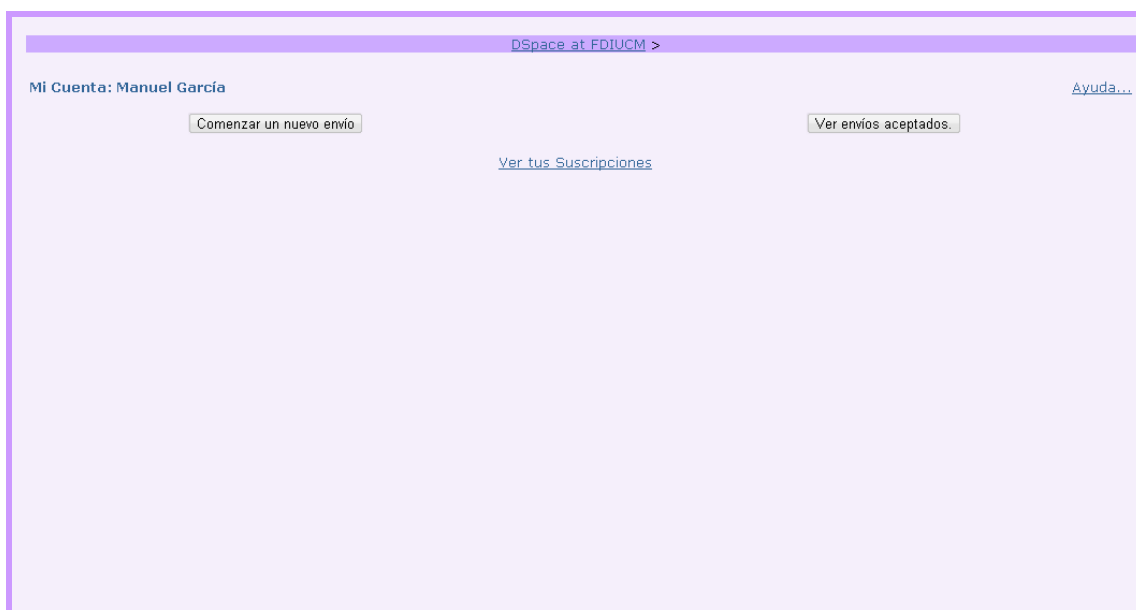 DSpace at FDIUCM >
Mi Cuenta: Manuel García Ayuda...
Comenzar un nuevo envío Ver envíos aceptados.
Ver tus Suscripciones